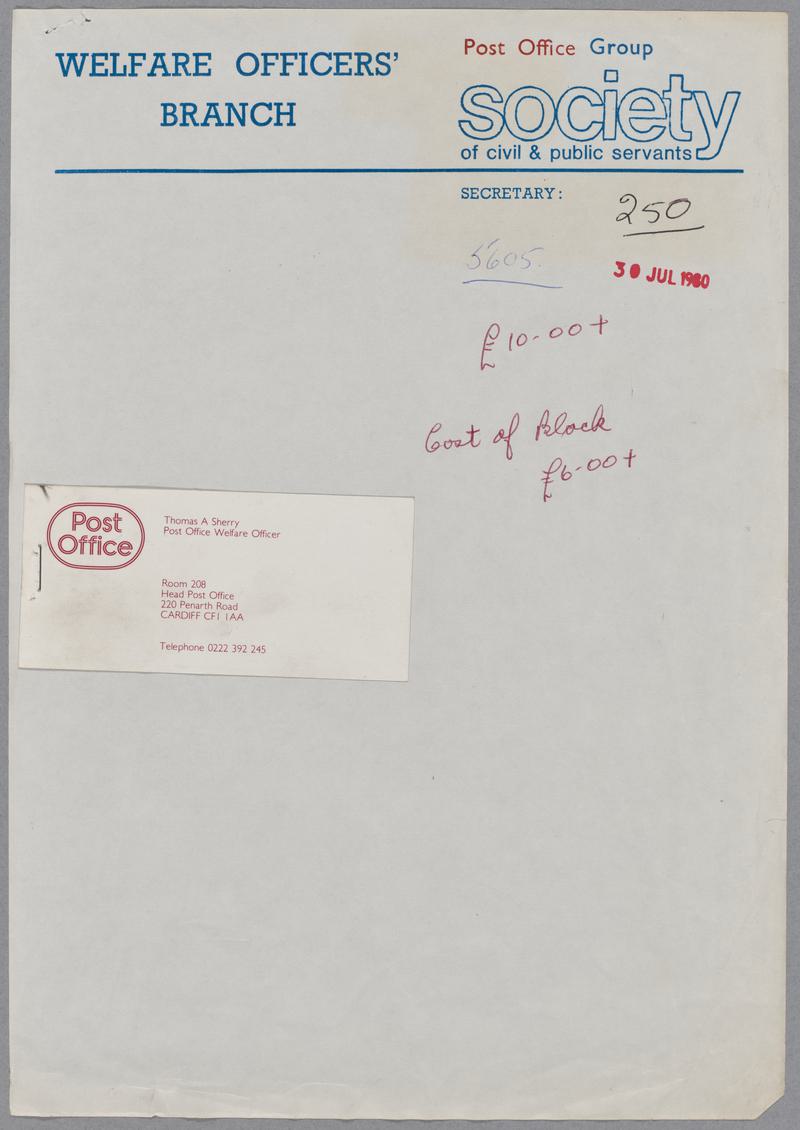 WELFARE OFFICERS'
BRANCH
Post Office Group
society
of civil & public servants
SECRETARY:
250
5605.
30 JUL 1980
£10-00+
Cost of Block
£6-00+
Post
Office
Thomas A Sherry
Post Office Welfare Officer
Room 208
Head Post Office
220 Penarth Road
CARDIFF CF1 1AA
Telephone 0222 392 245